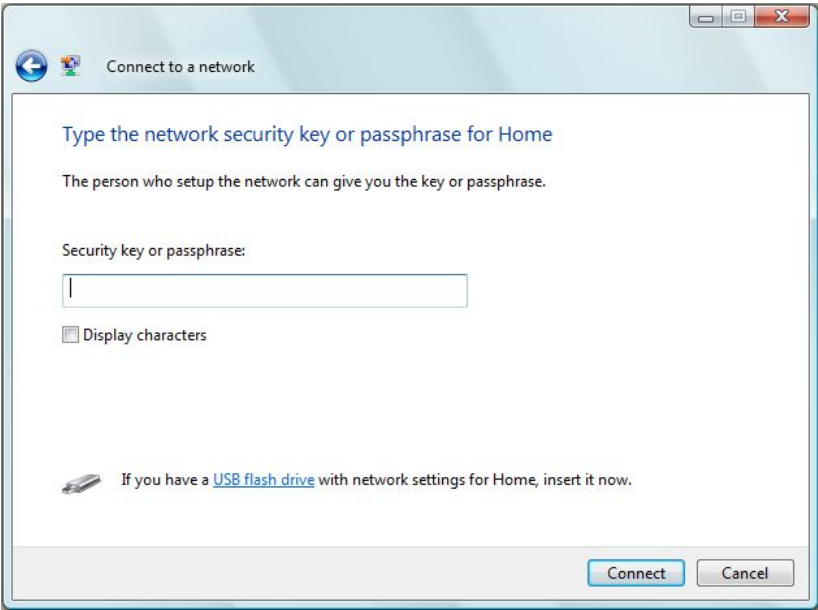 Connect to a network
Type the network security key or passphrase for Home
The person who setup the network can give you the key or passphrase.
Security key or passphrase:
Display characters
If you have a USB flash drive with network settings for Home, insert it now.
Connect Cancel